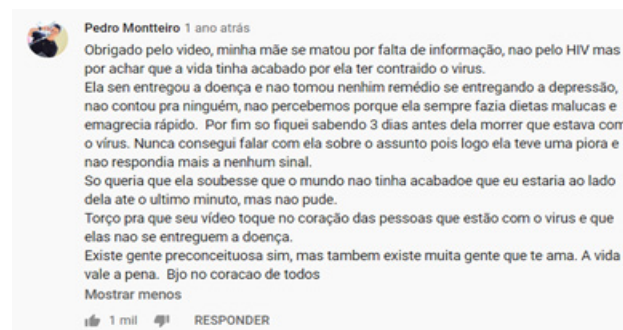 Pedro Montteiro 1 ano atrás
Obrigado pelo video, minha mãe se matou por falta de informação, nao pelo HIV mas
por achar que a vida tinha acabado por ela ter contraido o virus.
Ela sen entregou a doença e nao tomou nenhim remédio se entregando a depressão,
nao contou pra ninguém, nao percebemos porque ela sempre fazia dietas malucas e
emagrecia rápido. Por fim so fiquei sabendo 3 dias antes dela morrer que estava com
o vírus. Nunca consegui falar com ela sobre o assunto pois logo ela teve uma piora e
nao respondia mais a nenhum sinal.
So queria que ela soubesse que o mundo nao tinha acabadoe que eu estaria ao lado
dela ate o ultimo minuto, mas nao pude.
Torço pra que seu vídeo toque no coração das pessoas que estão com o virus e que
elas nao se entreguem a doença.
Existe gente preconceituosa sim, mas tambem existe muita gente que te ama. A vida
vale a pena. Bjo no coracao de todos
Mostrar menos
1 mil RESPONDER